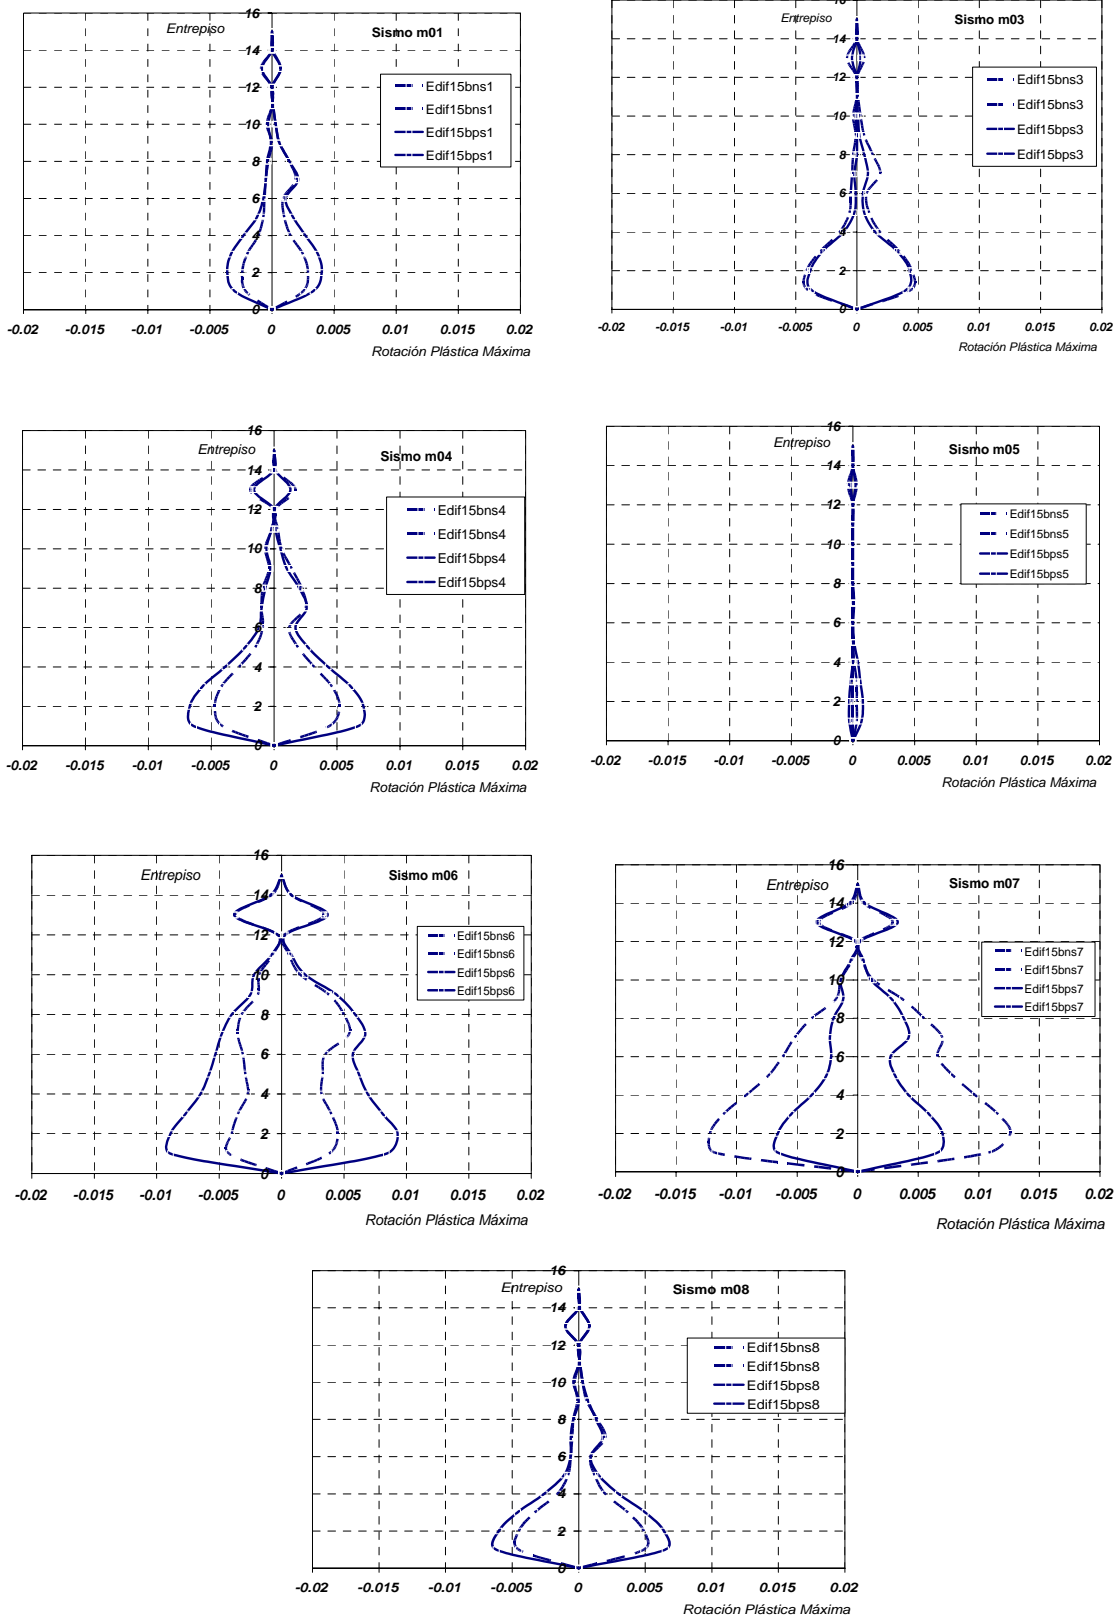 16
Entrepiso
Sismo m01
14
12
10
8
6
4
2
0
Edif15bns1
Edif15bns1
Edif15bps1
Edif15bps1
-0.02 -0.015 -0.01 -0.005 0 0.005 0.01 0.015 0.02
Rotación Plástica Máxima
16
Entrepiso
Sismo m03
14
12
10
8
6
4
2
0
Edif15bns3
Edif15bns3
Edif15bps3
Edif15bps3
-0.02 -0.015 -0.01 -0.005 0 0.005 0.01 0.015 0.02
Rotación Plástica Máxima
16
Entrepiso
Sismo m04
14
12
10
8
6
4
2
0
Edif15bns4
Edif15bns4
Edif15bps4
Edif15bps4
-0.02 -0.015 -0.01 -0.005 0 0.005 0.01 0.015 0.02
Rotación Plástica Máxima
16
Entrepiso
Sismo m05
14
12
10
8
6
4
2
0
Edif15bns5
Edif15bns5
Edif15bps5
Edif15bps5
-0.02 -0.015 -0.01 -0.005 0 0.005 0.01 0.015 0.02
Rotación Plástica Máxima
16
Entrepiso
Sismo m06
14
12
10
8
6
4
2
0
Edif15bns6
Edif15bns6
Edif15bps6
Edif15bps6
-0.02 -0.015 -0.01 -0.005 0 0.005 0.01 0.015 0.02
Rotación Plástica Máxima
16
Entrepiso
Sismo m07
14
12
10
8
6
4
2
0
Edif15bns7
Edif15bns7
Edif15bps7
Edif15bps7
-0.02 -0.015 -0.01 -0.005 0 0.005 0.01 0.015 0.02
Rotación Plástica Máxima
16
Entrepiso
Sismo m08
14
12
10
8
6
4
2
0
Edif15bns8
Edif15bns8
Edif15bps8
Edif15bps8
-0.02 -0.015 -0.01 -0.005 0 0.005 0.01 0.015 0.02
Rotación Plástica Máxima